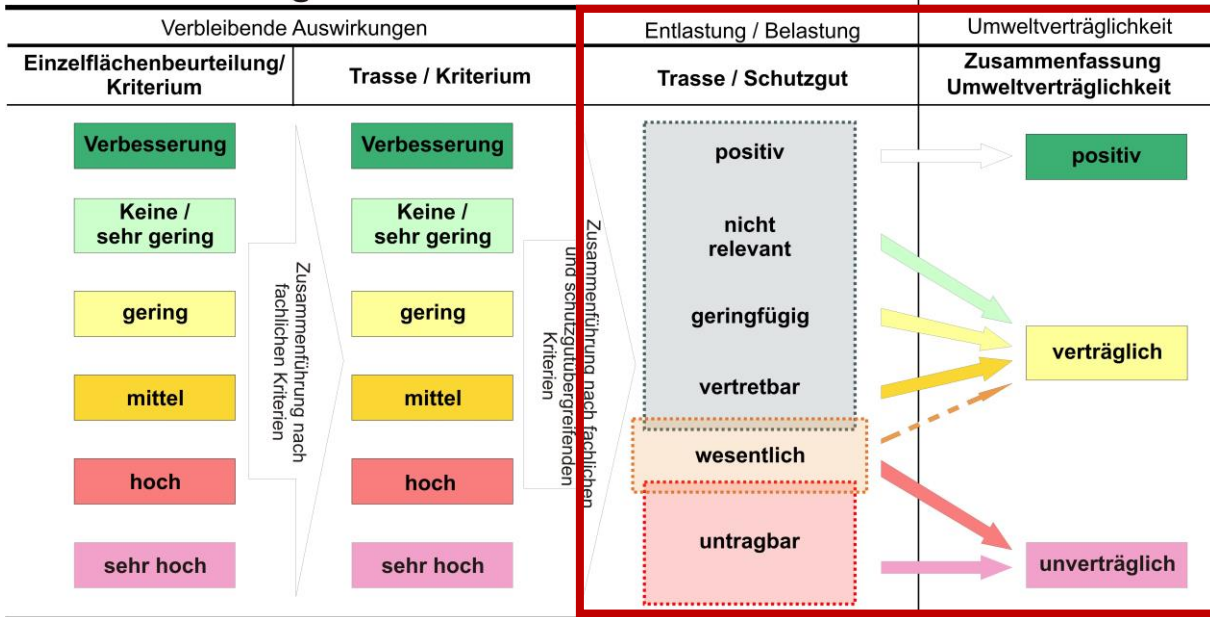 Verbleibende Auswirkungen
Entlastung / Belastung
Umweltverträglichkeit
Einzelflächenbeurteilung/
Kriterium
Trasse / Kriterium
Trasse / Schutzgut
Zusammenfassung
Umweltverträglichkeit
Verbesserung
Keine /
sehr gering
gering
mittel
hoch
sehr hoch
Zusammenführung nach
fachlichen Kriterien
Verbesserung
Keine /
sehr gering
gering
mittel
hoch
sehr hoch
Zusammenführung nach fachlichen
und schutzgutübergreifenden
Kriterien
positiv
nicht
relevant
geringfügig
vertretbar
wesentlich
untragbar
positiv
verträglich
unverträglich